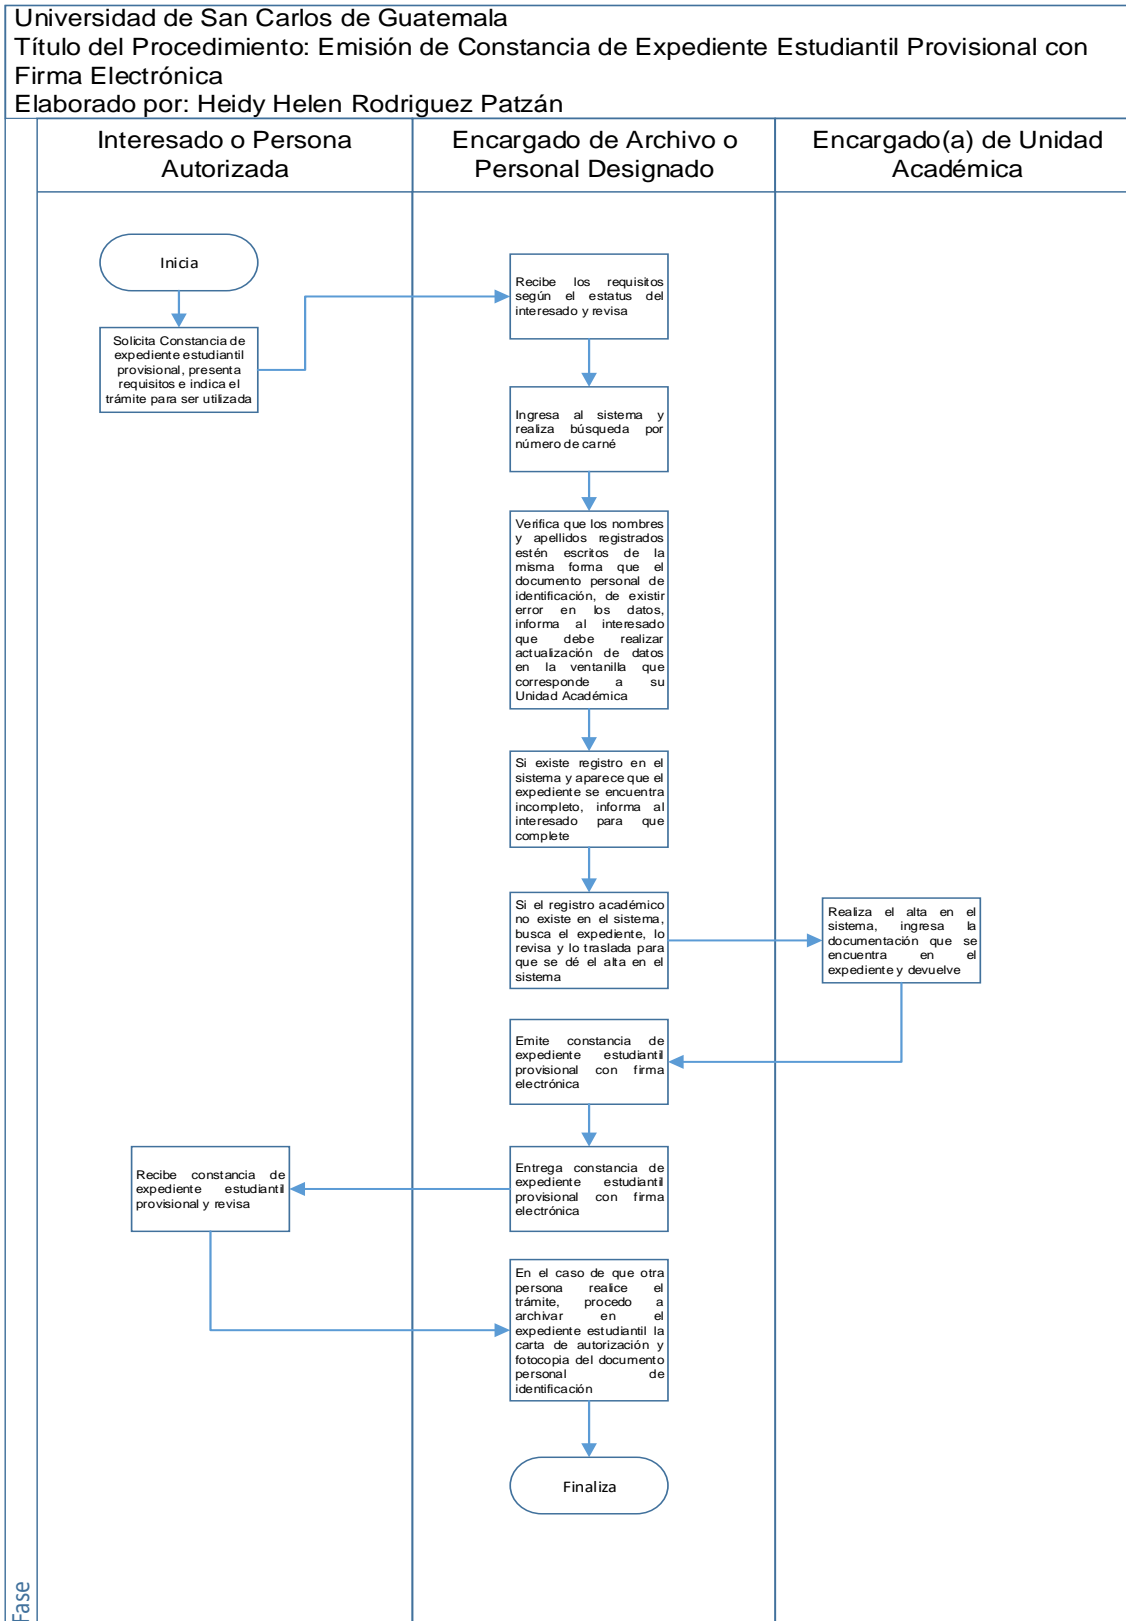 Universidad de San Carlos de Guatemala
Título del Procedimiento: Emisión de Constancia de Expediente Estudiantil Provisional con
Firma Electrónica
Elaborado por: Heidy Helen Rodriguez Patzán
Interesado o Persona
Autorizada
Encargado de Archivo o
Personal Designado
Encargado(a) de Unidad
Académica
Inicia
Solicita Constancia de
expediente estudiantil
provisional, presenta
requisitos e indica el
trámite para ser utilizada
Recibe los requisitos
según el estatus del
interesado y revisa
Ingresa al sistema y
realiza búsqueda por
número de carné
Verifica que los nombres
y apellidos registrados
estén escritos de la
misma forma que el
documento personal de
identificación, de existir
error en los datos,
informa al interesado
que debe realizar
actualización de datos
en la ventanilla que
corresponde a su
Unidad Académica
Si existe registro en el
sistema y aparece que el
expediente se encuentra
incompleto, informa al
interesado para que
complete
Si el registro académico
no existe en el sistema,
busca el expediente, lo
revisa y lo traslada para
que se dé el alta en el
sistema
Realiza el alta en el
sistema, ingresa la
documentación que se
encuentra en el
expediente y devuelve
Emite constancia de
expediente estudiantil
provisional con firma
electrónica
Entrega constancia de
expediente estudiantil
provisional con firma
electrónica
Recibe constancia de
expediente estudiantil
provisional y revisa
En el caso de que otra
persona realice el
trámite, procedo a
archivar en el
expediente estudiantil la
carta de autorización y
fotocopia del documento
personal de
identificación
Finaliza
Fase